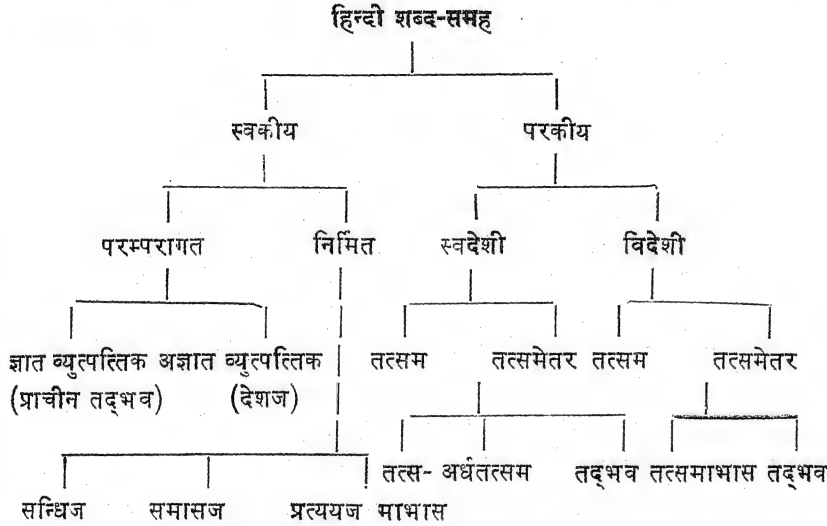 हिन्दी शब्द-समह
स्वकीय परकीय
परम्परागत निर्मित स्वदेशी विदेशी
ज्ञात व्युत्पत्तिक अज्ञात व्युत्पत्तिक तत्सम तत्समेतर तत्सम तत्समेतर
(प्राचीन तद्भव) (देशज)
तत्स- अर्धतत्सम तद्भव तत्समाभास तद्भव
सन्धिज समासज प्रत्ययज माभास